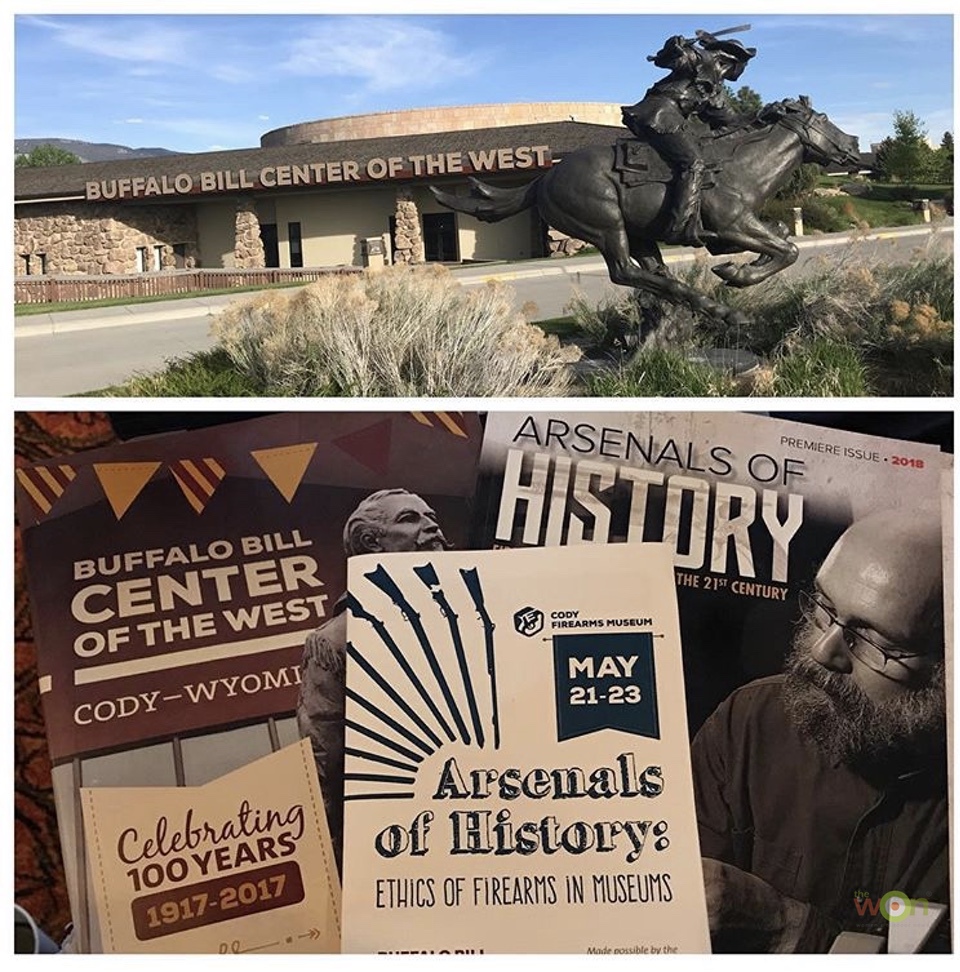 BUFFALO BILL CENTER OF THE WEST
BUFFALO BILL
CENTER
OF THE WEST
CODY–WYOMI
Celebrating
100 YEARS
1917-2017
ARSENALS OF
HISTORY
PREMIERE ISSUE • 2018
THE 21ST CENTURY
CODY
FIREARMS MUSEUM
MAY
21-23
Arsenals
of History:
ETHICS OF FIREARMS IN MUSEUMS
BUFFALO BILL
Made possible by the
the
won